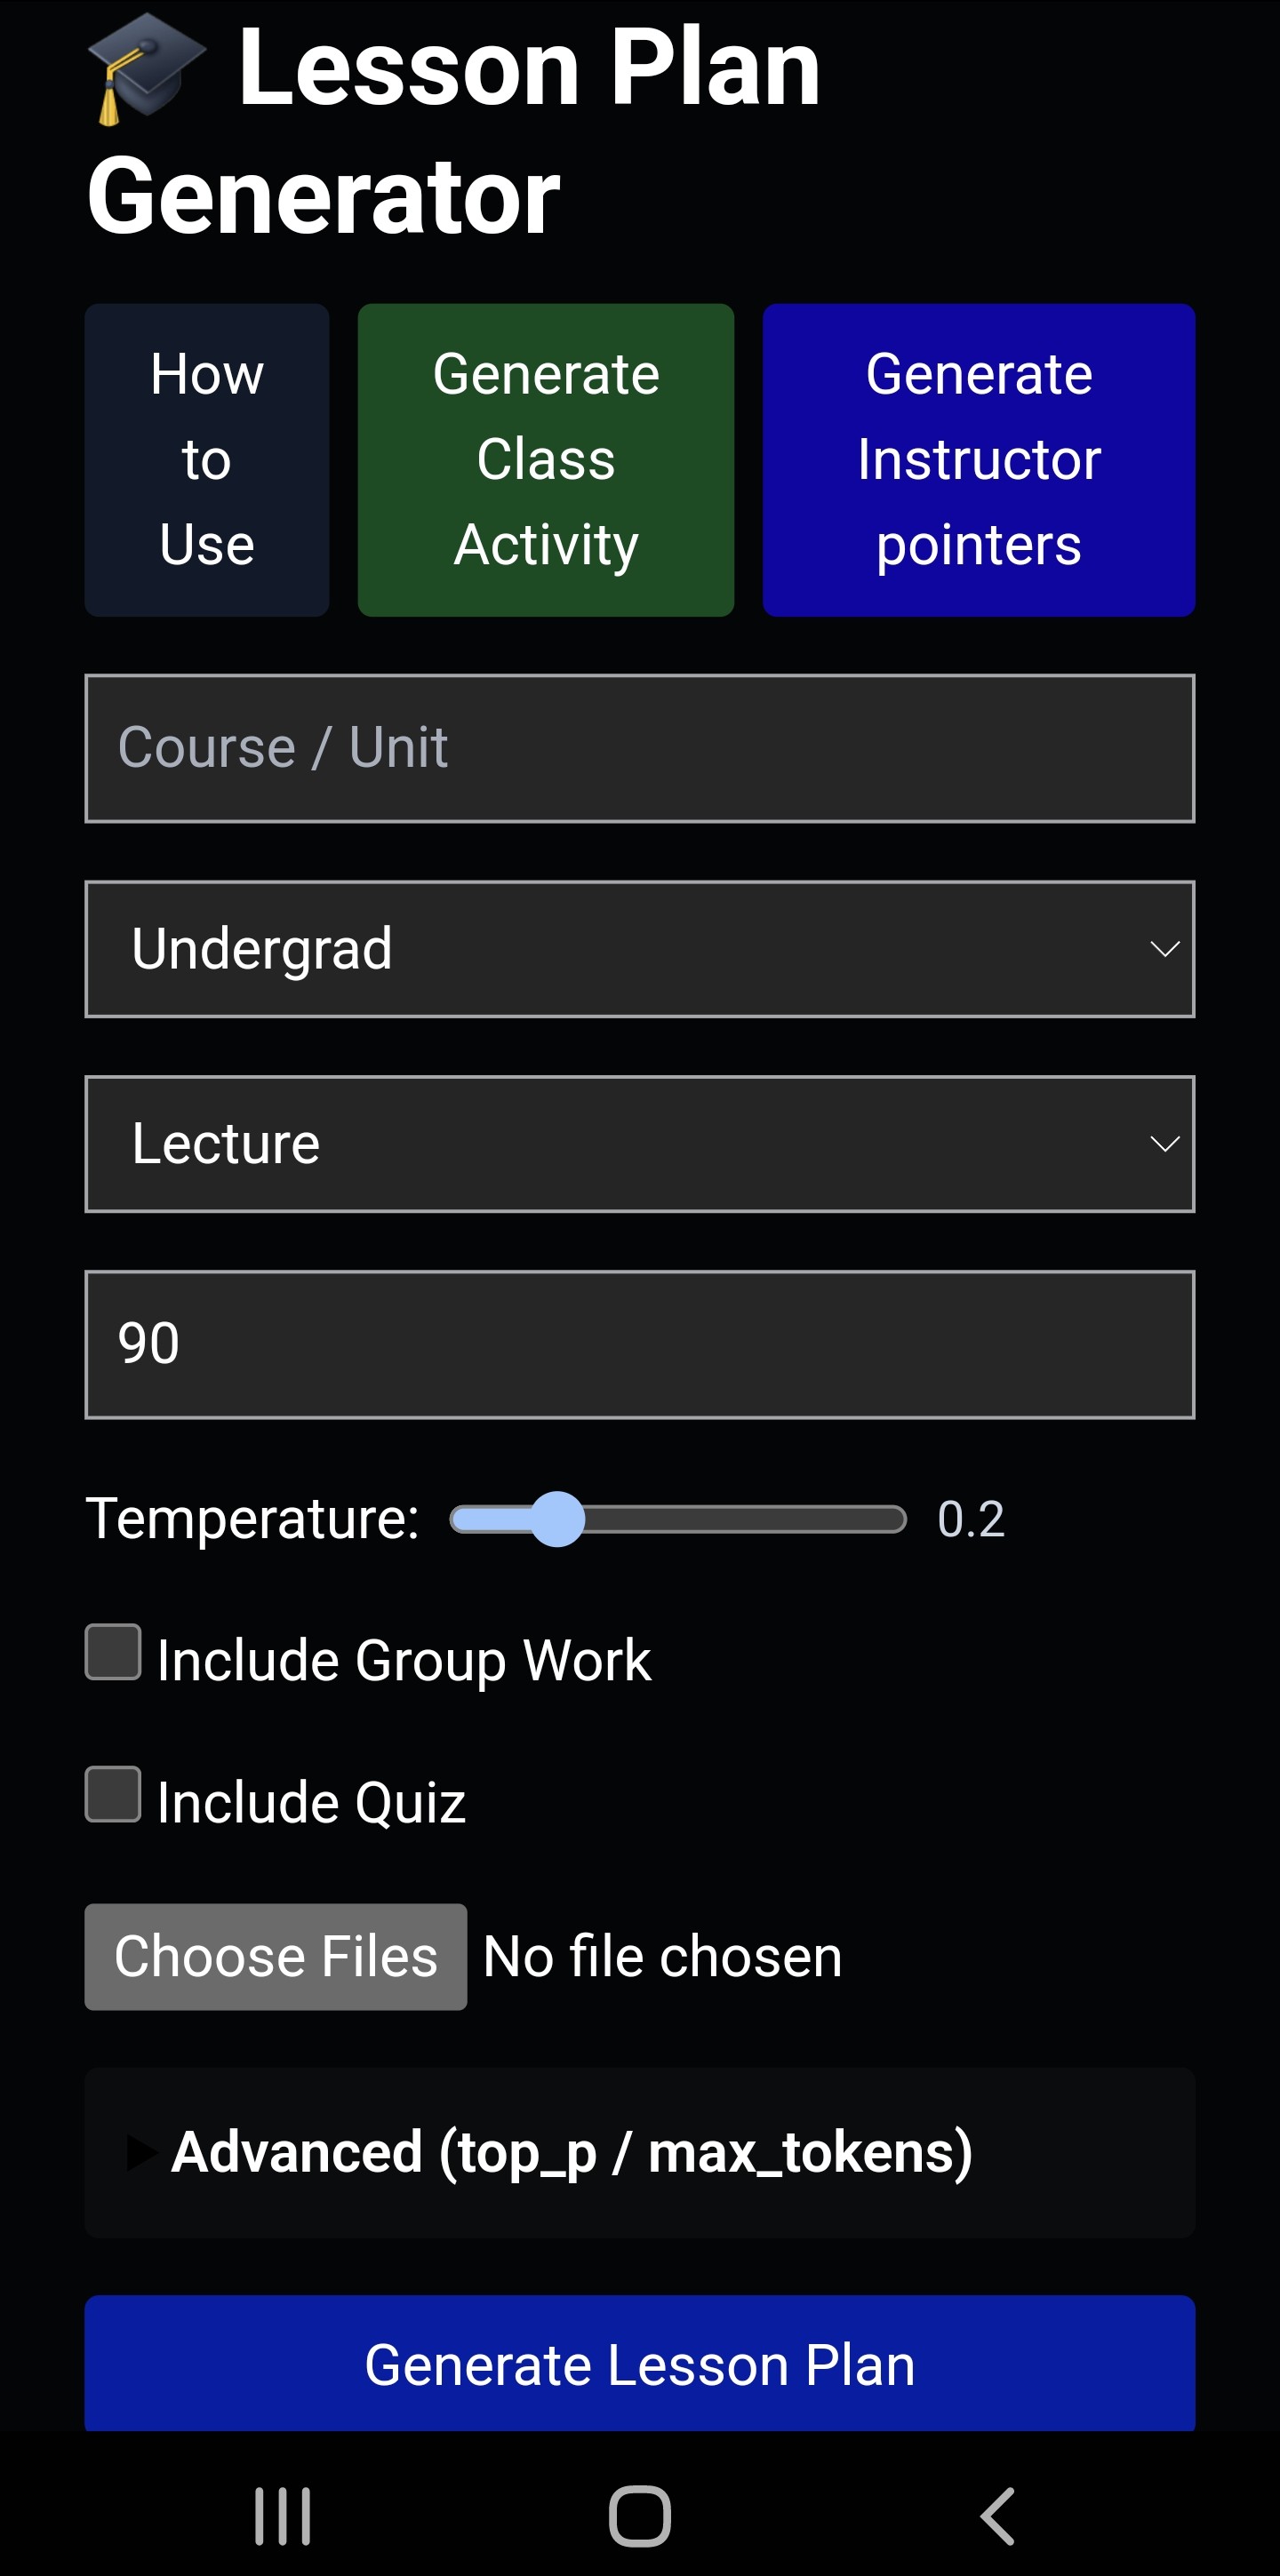 🎓 Lesson Plan
Generator
How
to
Use
Generate
Class
Activity
Generate
Instructor
pointers
Course / Unit
Undergrad
Lecture
90
Temperature: 0.2
Include Group Work
Include Quiz
Choose Files No file chosen
Advanced (top_p / max_tokens)
Generate Lesson Plan